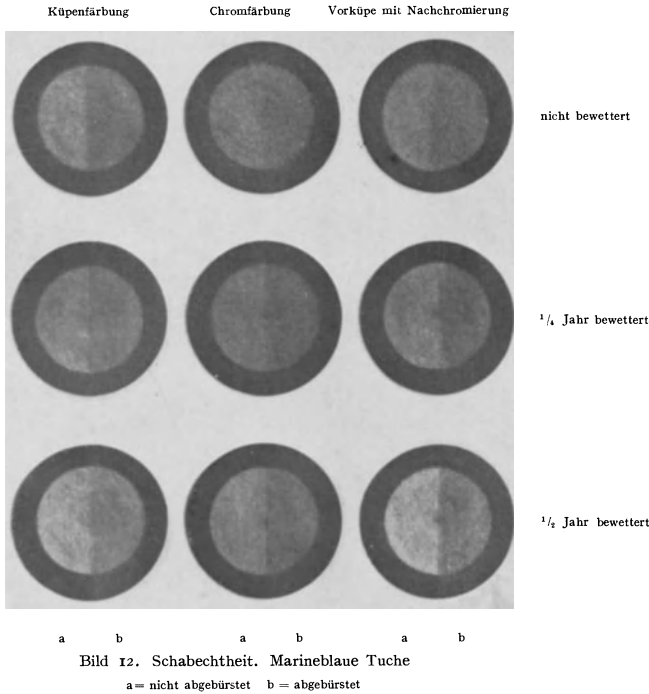 Küpenfärbung Chromfärbung Vorküpe mit Nachchromierung
nicht bewettert
¹/₄ Jahr bewettert
¹/₂ Jahr bewettert
a b a b a b
Bild 12. Schabechtheit. Marineblaue Tuche
a = nicht abgebürstet b = abgebürstet